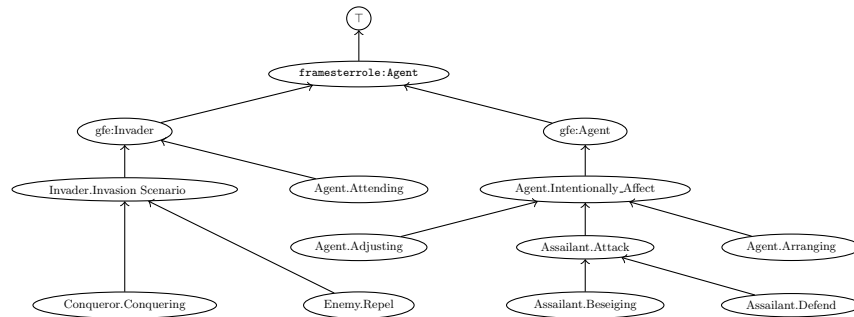 ⊤
framesterrole:Agent
gfe:Invader
gfe:Agent
Invader.Invasion Scenario
Agent.Attending
Agent.Intentionally_Affect
Agent.Adjusting
Assailant.Attack
Agent.Arranging
Conqueror.Conquering
Enemy.Repel
Assailant.Beseiging
Assailant.Defend